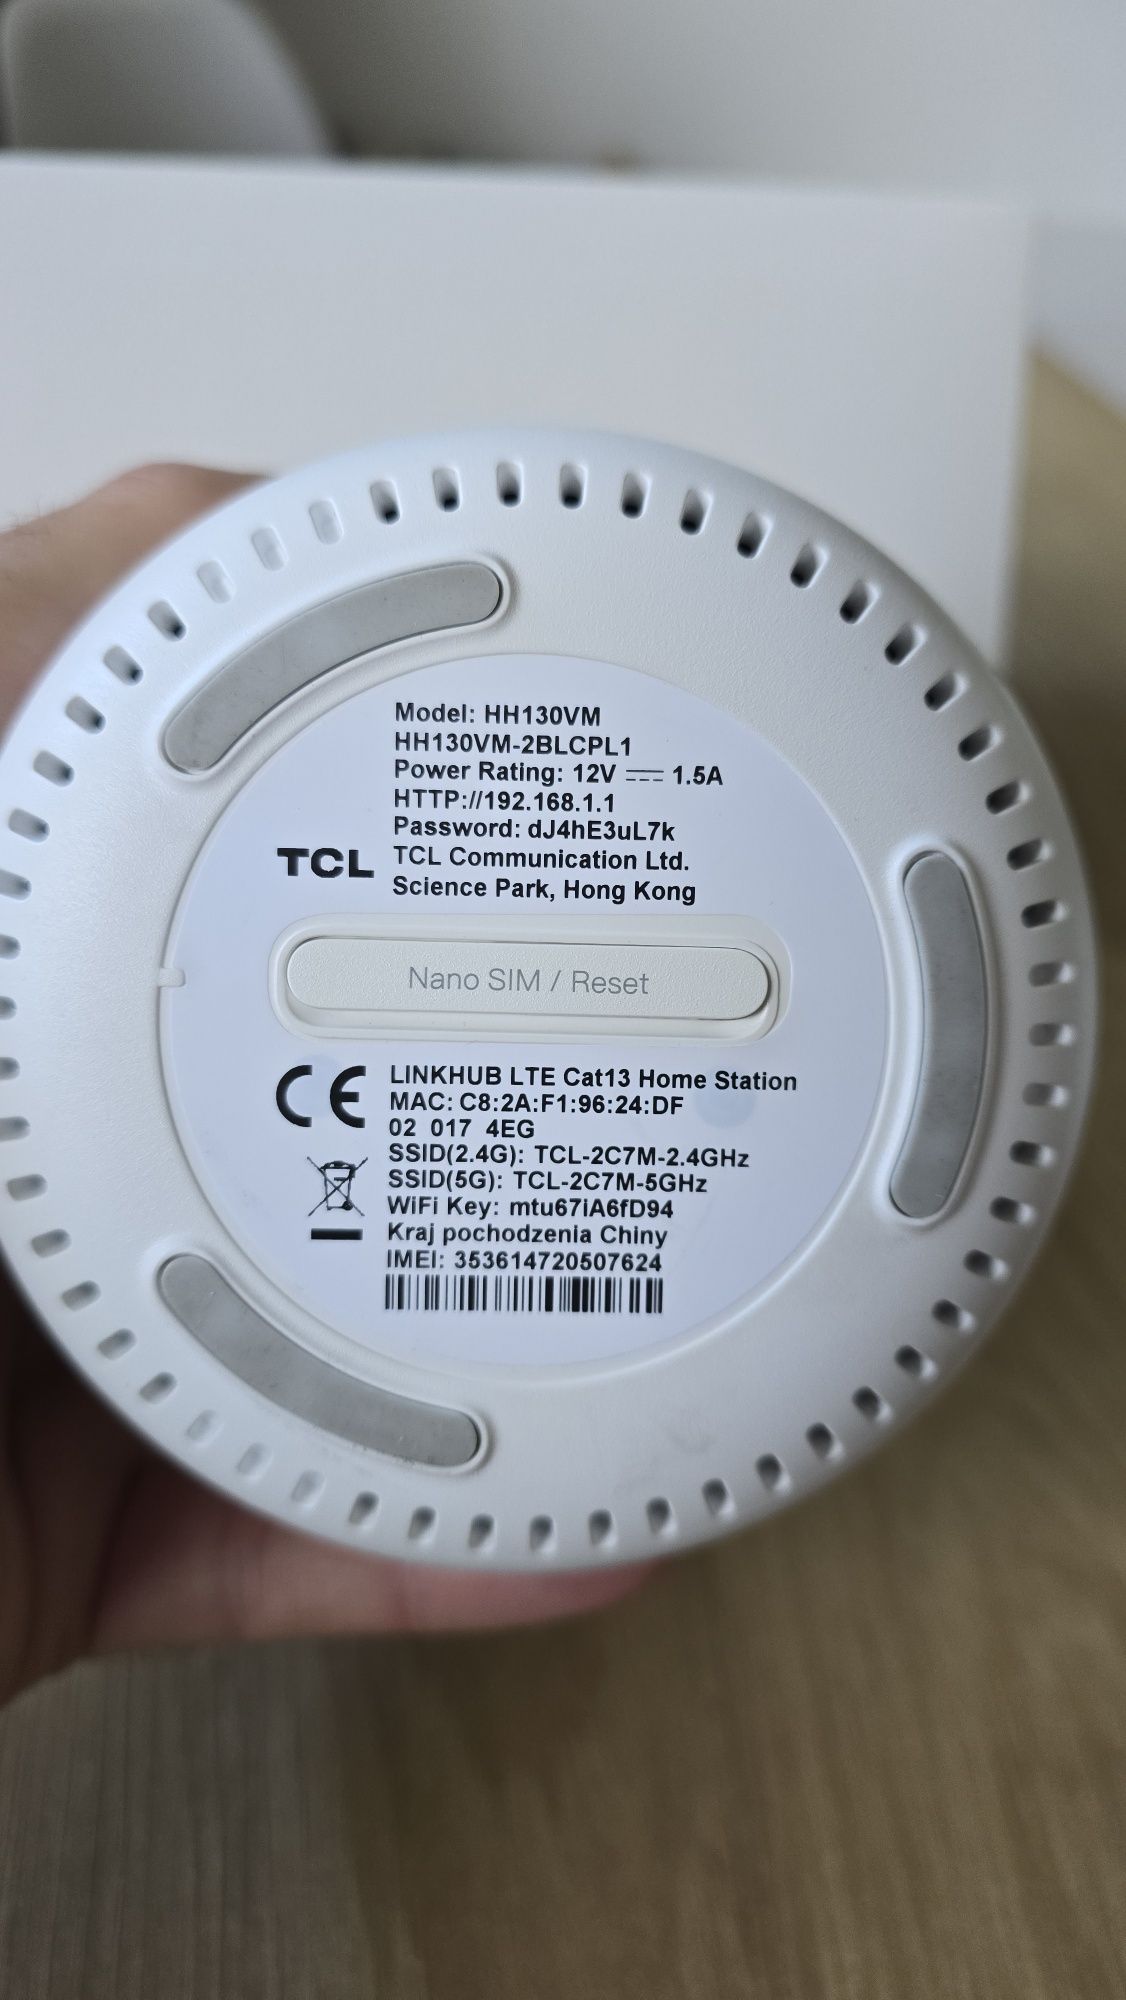 Model: HH130VM
HH130VM-2BLCPL1
Power Rating: 12V ⎓ 1.5A
HTTP://192.168.1.1
Password: dJ4hE3uL7k
TCL
TCL Communication Ltd.
Science Park, Hong Kong
Nano SIM / Reset
CE
LINKHUB LTE Cat13 Home Station
MAC: C8:2A:F1:96:24:DF
02 017 4EG
SSID(2.4G): TCL-2C7M-2.4GHz
SSID(5G): TCL-2C7M-5GHz
WiFi Key: mtu67iA6fD94
Kraj pochodzenia Chiny
IMEI: 353614720507624